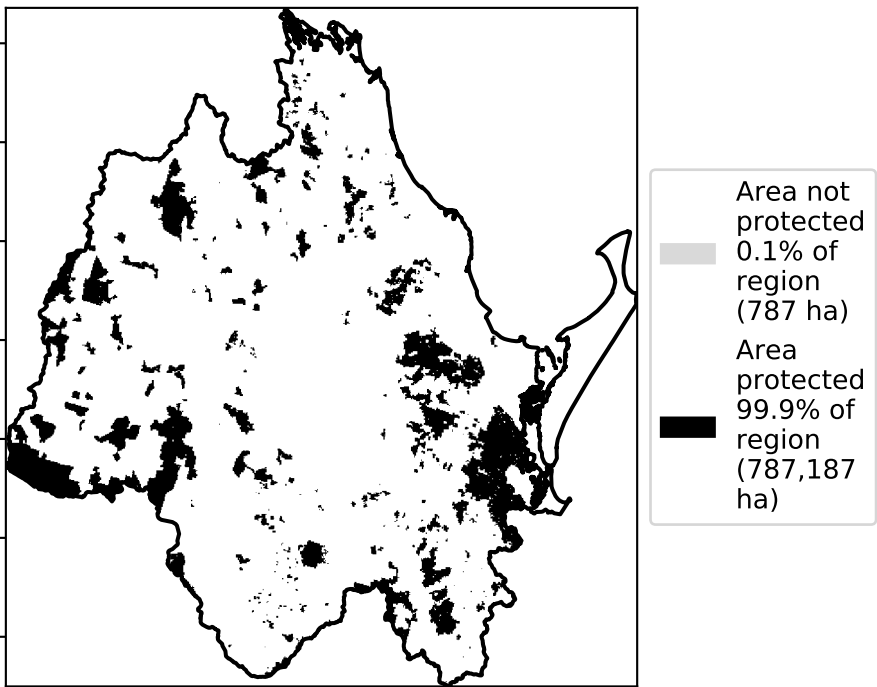 Area not
protected
0.1% of
region
(787 ha)
Area
protected
99.9% of
region
(787,187
ha)